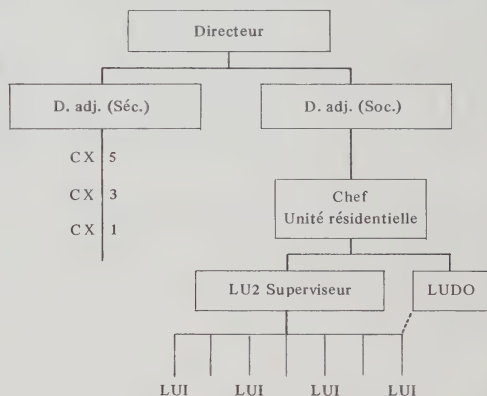 Directeur
D. adj. (Séc.)
D. adj. (Soc.)
CX 5
CX 3
CX 1
Chef
Unité résidentielle
LU2 Superviseur
LUDO
LUI LUI LUI LUI